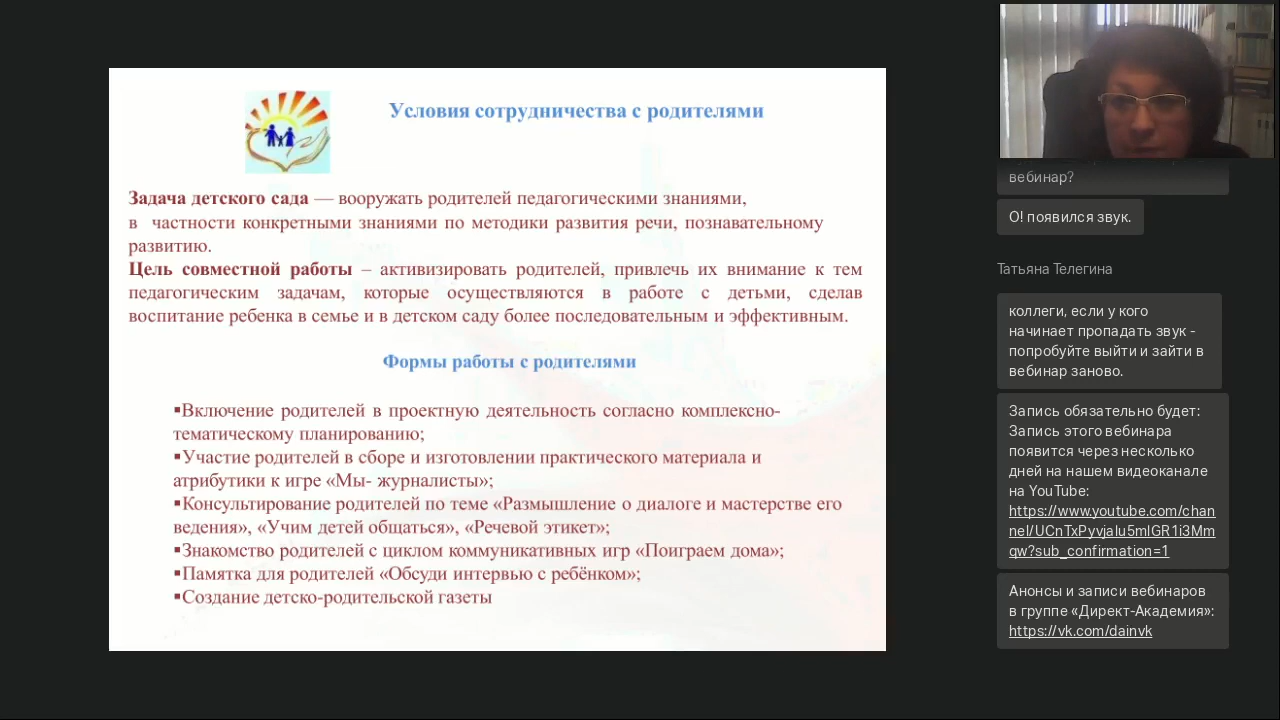 Условия сотрудничества с родителями
Задача детского сада — вооружать родителей педагогическими знаниями,
в частности конкретными знаниями по методики развития речи, познавательному
развитию.
Цель совместной работы – активизировать родителей, привлечь их внимание к тем
педагогическим задачам, которые осуществляются в работе с детьми, сделав
воспитание ребенка в семье и в детском саду более последовательным и эффективным.
Формы работы с родителями
▪Включение родителей в проектную деятельность согласно комплексно-
тематическому планированию;
▪Участие родителей в сборе и изготовлении практического материала и
атрибутики к игре «Мы- журналисты»;
▪Консультирование родителей по теме «Размышление о диалоге и мастерстве его
ведения», «Учим детей общаться», «Речевой этикет»;
▪Знакомство родителей с циклом коммуникативных игр «Поиграем дома»;
▪Памятка для родителей «Обсуди интервью с ребёнком»;
▪Создание детско-родительской газеты
вебинар?
О! появился звук.
Татьяна Телегина
коллеги, если у кого
начинает пропадать звук -
попробуйте выйти и зайти в
вебинар заново.
Запись обязательно будет:
Запись этого вебинара
появится через несколько
дней на нашем видеоканале
на YouTube:
https://www.youtube.com/chan
nel/UCnTxPyvjalu5mlGR1i3Mm
qw?sub_confirmation=1
Анонсы и записи вебинаров
в группе «Директ-Академия»:
https://vk.com/dainvk